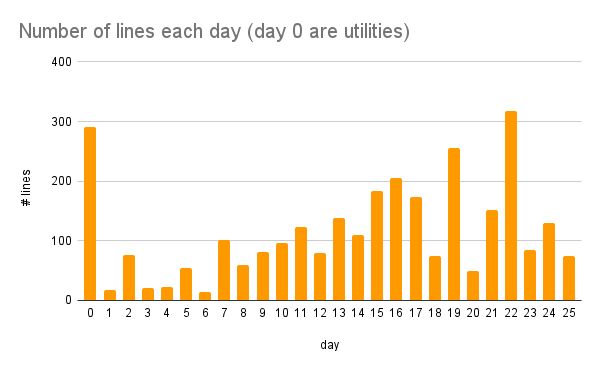 Number of lines each day (day 0 are utilities)
400
300
200
100
0
# lines
0 1 2 3 4 5 6 7 8 9 10 11 12 13 14 15 16 17 18 19 20 21 22 23 24 25
day